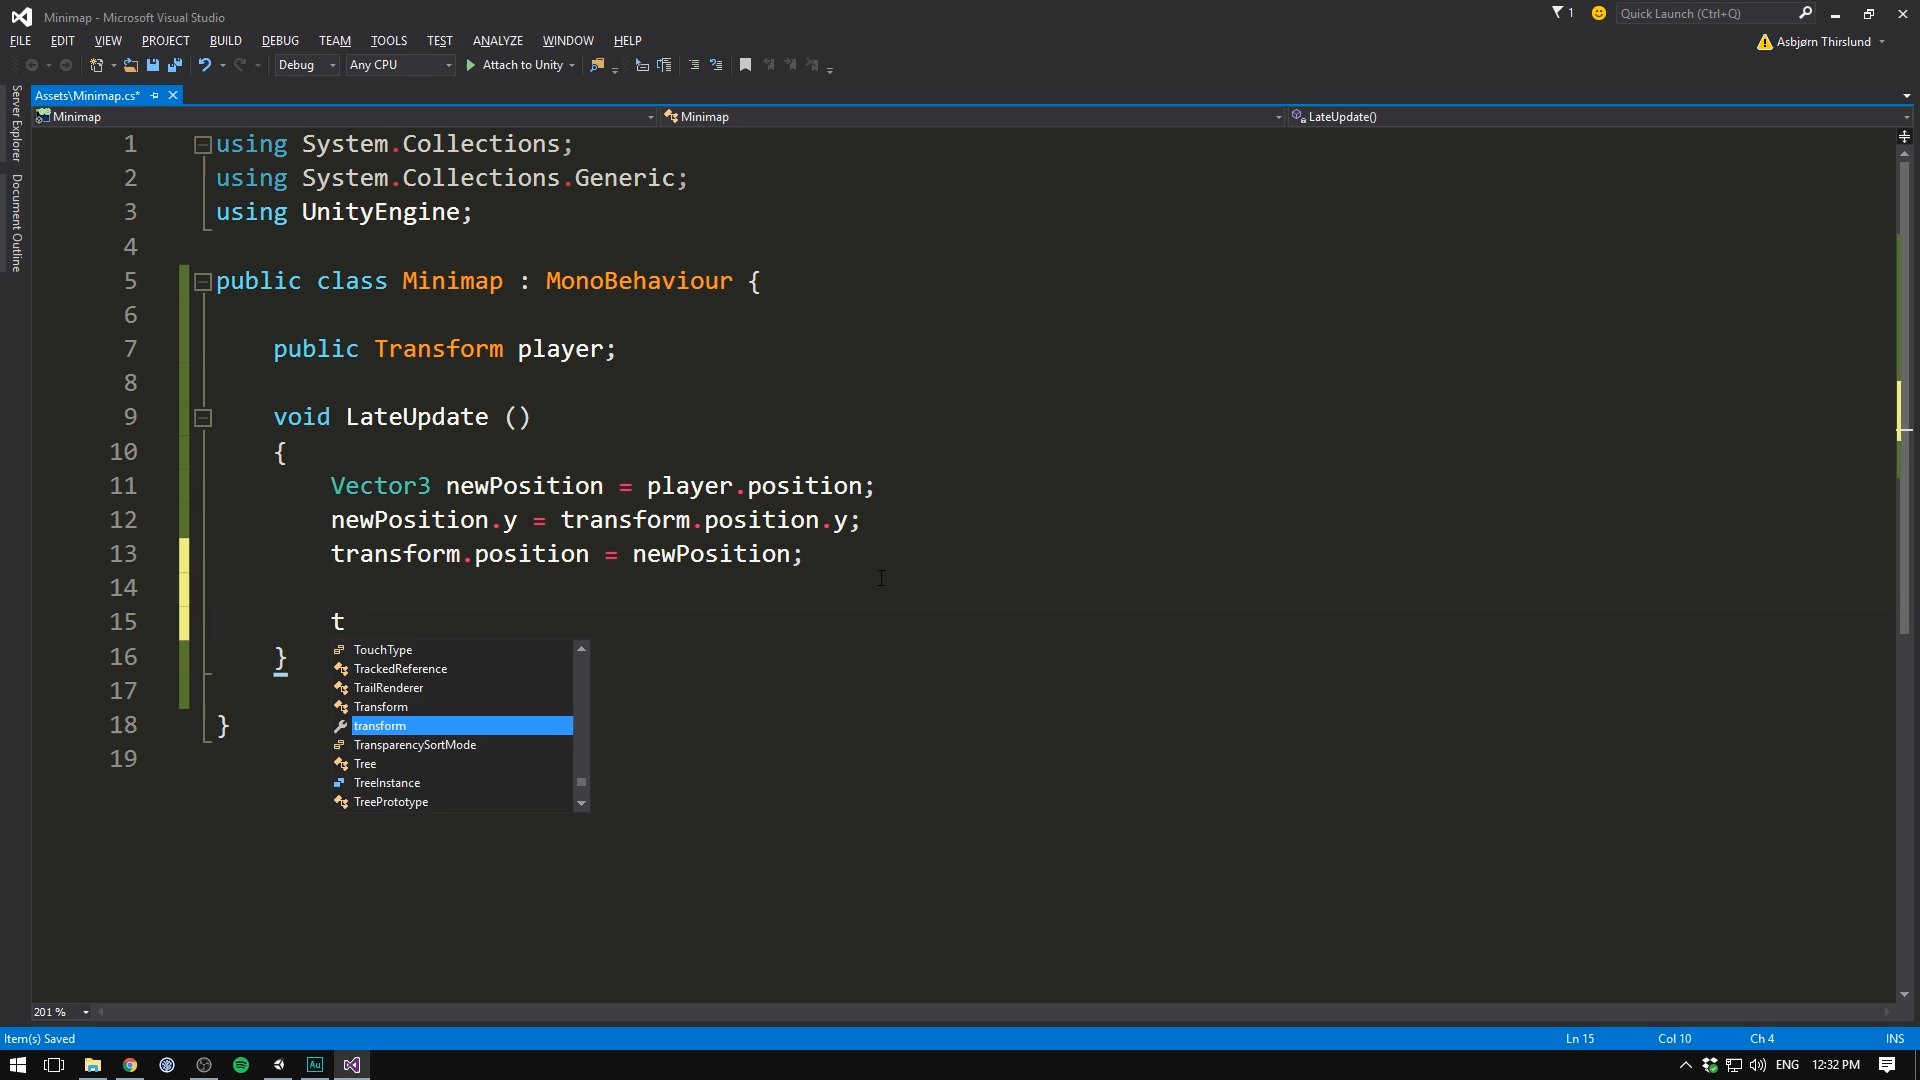 Minimap - Microsoft Visual Studio
1
Quick Launch (Ctrl+Q)
FILE EDIT VIEW PROJECT BUILD DEBUG TEAM TOOLS TEST ANALYZE WINDOW HELP
Asbjørn Thirslund
Debug Any CPU Attach to Unity
Server Explorer
Document Outline
Assets\Minimap.cs*
Minimap Minimap LateUpdate()
1 using System.Collections;
2 using System.Collections.Generic;
3 using UnityEngine;
4
5 public class Minimap : MonoBehaviour {
6
7 public Transform player;
8
9 void LateUpdate ()
10 {
11 Vector3 newPosition = player.position;
12 newPosition.y = transform.position.y;
13 transform.position = newPosition;
14
15 t
16 }
17
18 }
19
TouchType
TrackedReference
TrailRenderer
Transform
transform
TransparencySortMode
Tree
TreeInstance
TreePrototype
201 %
Item(s) Saved Ln 15 Col 10 Ch 4 INS
Au ENG 12:32 PM